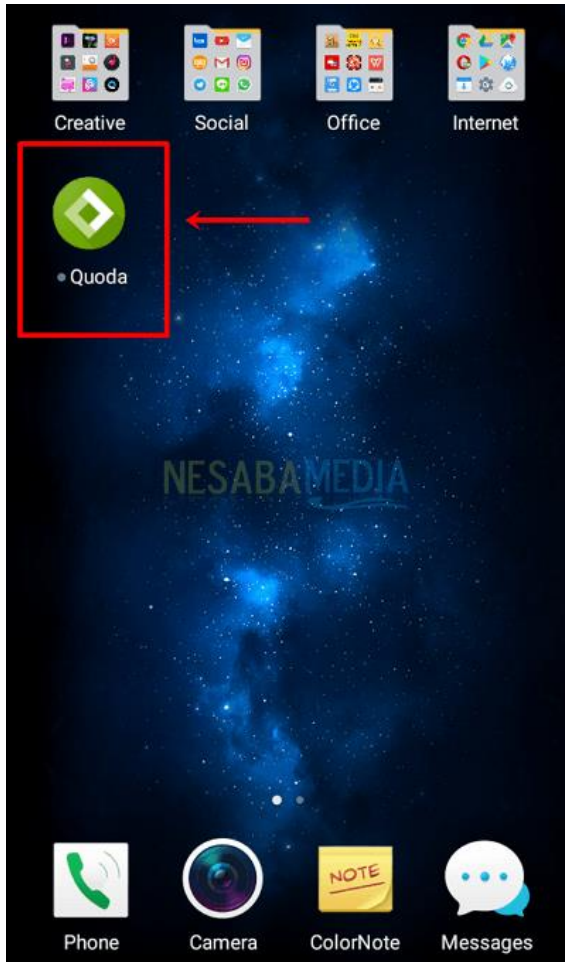 Creative Social Office Internet
Quoda
NESABAMEDIA
NOTE
Phone Camera ColorNote Messages